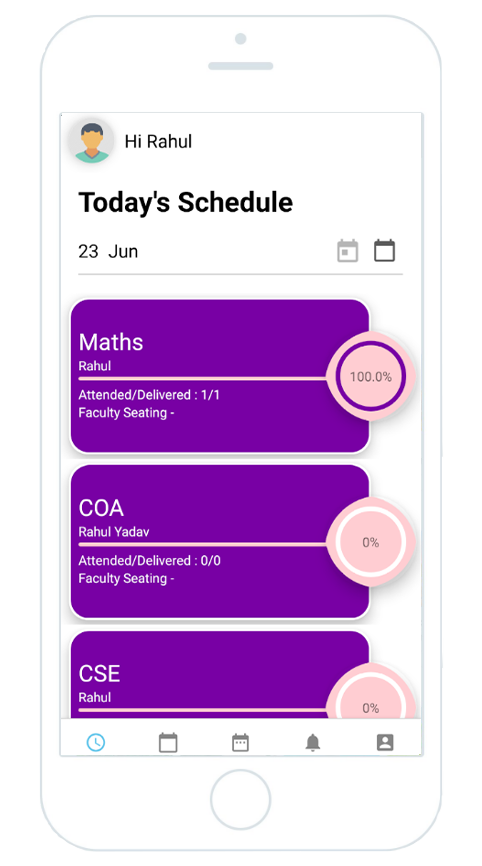 Hi Rahul
Today's Schedule
23 Jun
Maths
Rahul
100.0%
Attended/Delivered : 1/1
Faculty Seating -
COA
Rahul Yadav
0%
Attended/Delivered : 0/0
Faculty Seating -
CSE
Rahul
0%